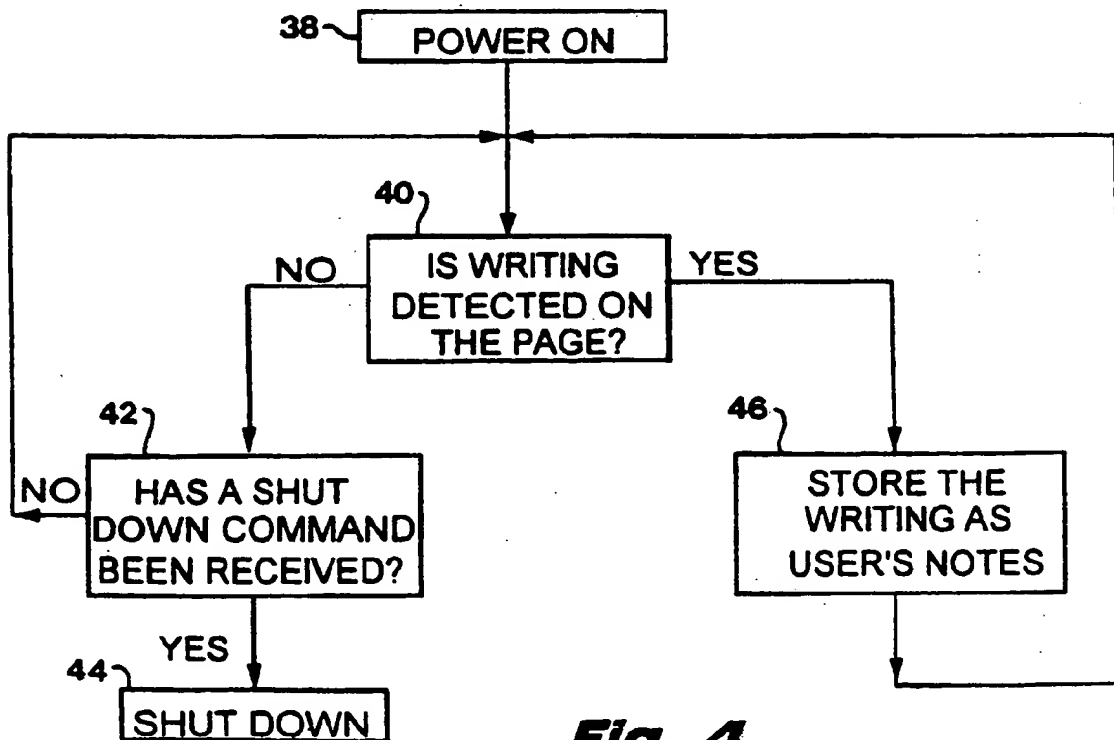 38
POWER ON
40
IS WRITING
DETECTED ON
THE PAGE?
NO
YES
42
HAS A SHUT
DOWN COMMAND
BEEN RECEIVED?
NO
46
STORE THE
WRITING AS
USER'S NOTES
YES
44
SHUT DOWN
Fig. 4